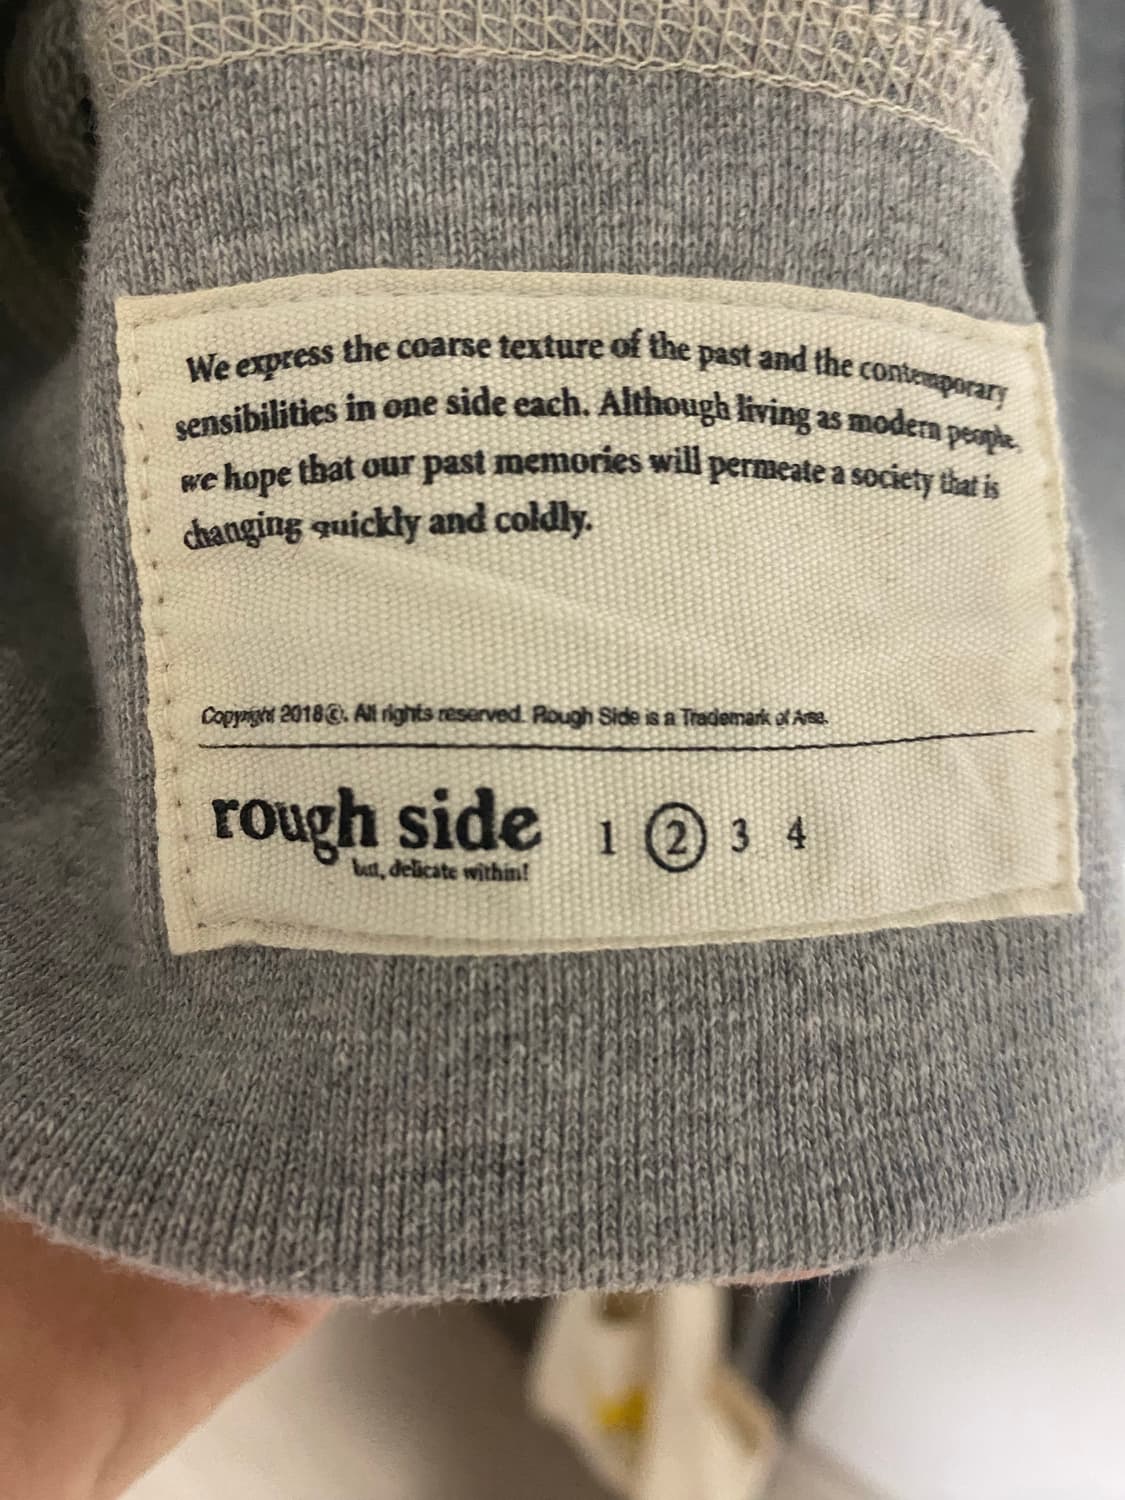 We express the coarse texture of the past and the contemporary
sensibilities in one side each. Although living as modern people.
we hope that our past memories will permeate a society that is
changing quickly and coldly.
Copyright 2018©. All rights reserved. Rough Side is a Trademark of Area.
rough side 1 2 3 4
but, delicate within!